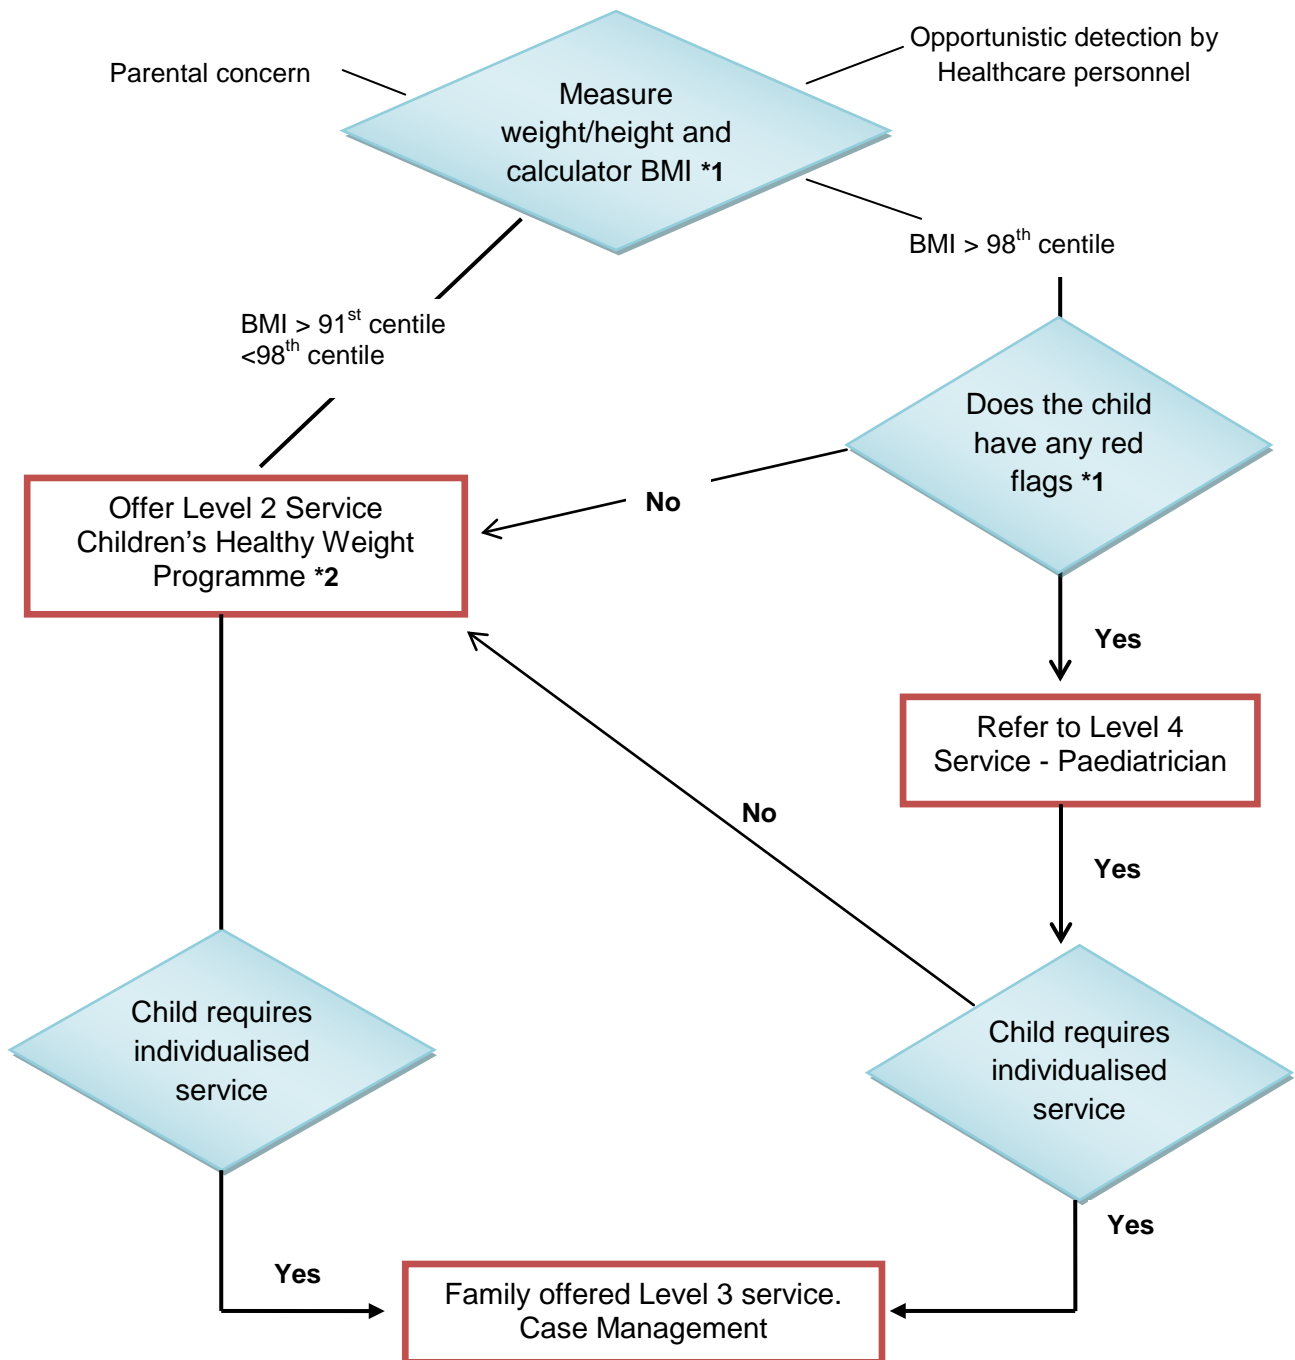 Parental concern
Opportunistic detection by
Healthcare personnel
Measure
weight/height and
calculator BMI *1
BMI > 98th centile
BMI > 91st centile
<98th centile
Does the child
have any red
flags *1
No
Offer Level 2 Service
Children's Healthy Weight
Programme *2
Yes
Refer to Level 4
Service - Paediatrician
No
Yes
Child requires
individualised
service
Child requires
individualised
service
Yes
Yes
Family offered Level 3 service.
Case Management